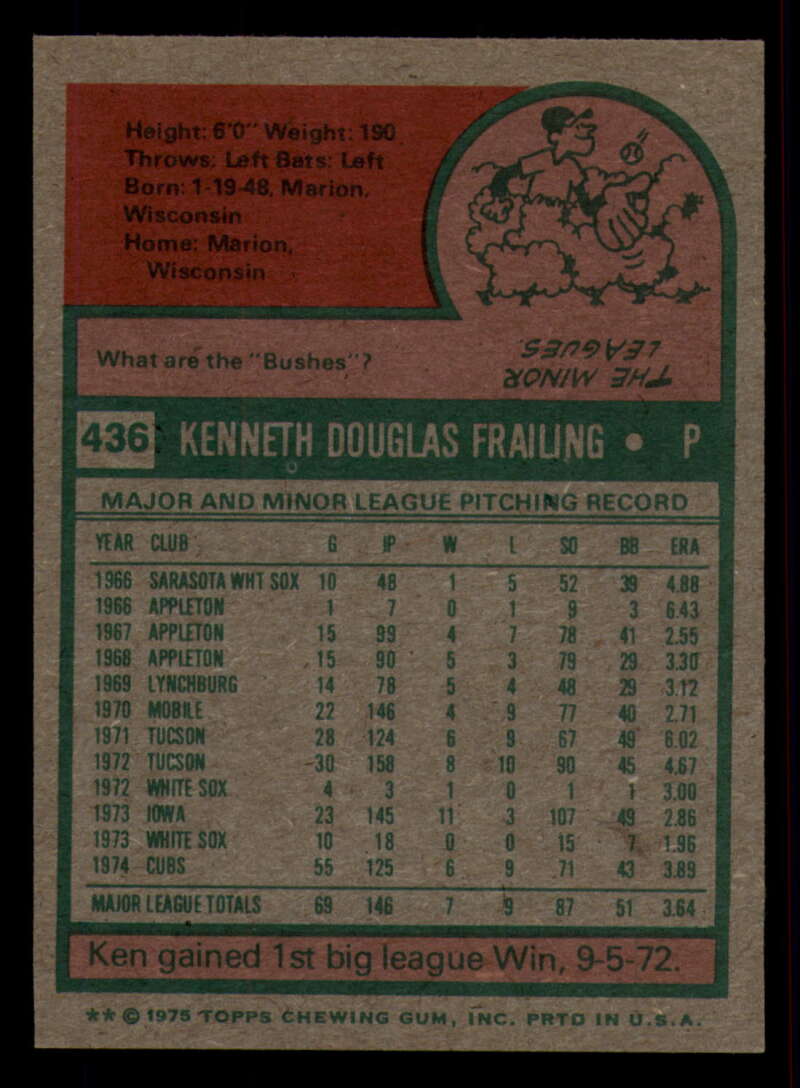 Height: 6'0" Weight: 190
Throws: Left Bats: Left
Born: 1-19-48, Marion,
Wisconsin
Home: Marion,
Wisconsin
What are the "Bushes"?
THE MINOR
LEAGUES.
436 KENNETH DOUGLAS FRAILING • P
MAJOR AND MINOR LEAGUE PITCHING RECORD
YEAR CLUB G IP W L SO BB ERA
1966 SARASOTA WHT SOX 10 48 1 5 52 39 4.88
1966 APPLETON 1 7 0 1 9 3 6.43
1967 APPLETON 15 99 4 7 78 41 2.55
1968 APPLETON 15 90 5 3 79 29 3.30
1969 LYNCHBURG 14 78 5 4 48 29 3.12
1970 MOBILE 22 146 4 9 77 40 2.71
1971 TUCSON 28 124 6 9 67 49 6.02
1972 TUCSON 30 158 8 10 90 45 4.67
1972 WHITE SOX 4 3 1 0 1 1 3.00
1973 IOWA 23 145 11 3 107 49 2.86
1973 WHITE SOX 10 18 0 0 15 7 1.96
1974 CUBS 55 125 6 9 71 43 3.89
MAJOR LEAGUE TOTALS 69 146 7 9 87 51 3.64
Ken gained 1st big league Win, 9-5-72.
** © 1975 TOPPS CHEWING GUM, INC. PRTD IN U.S.A.